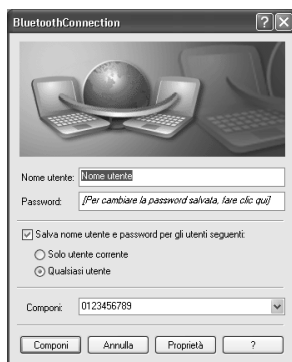 BluetoothConnection
Nome utente: Nome utente
Password: [Per cambiare la password salvata, fare clic qui]
Salva nome utente e password per gli utenti seguenti:
Solo utente corrente
Qualsiasi utente
Componi: 0123456789
Componi Annulla Proprietà ?